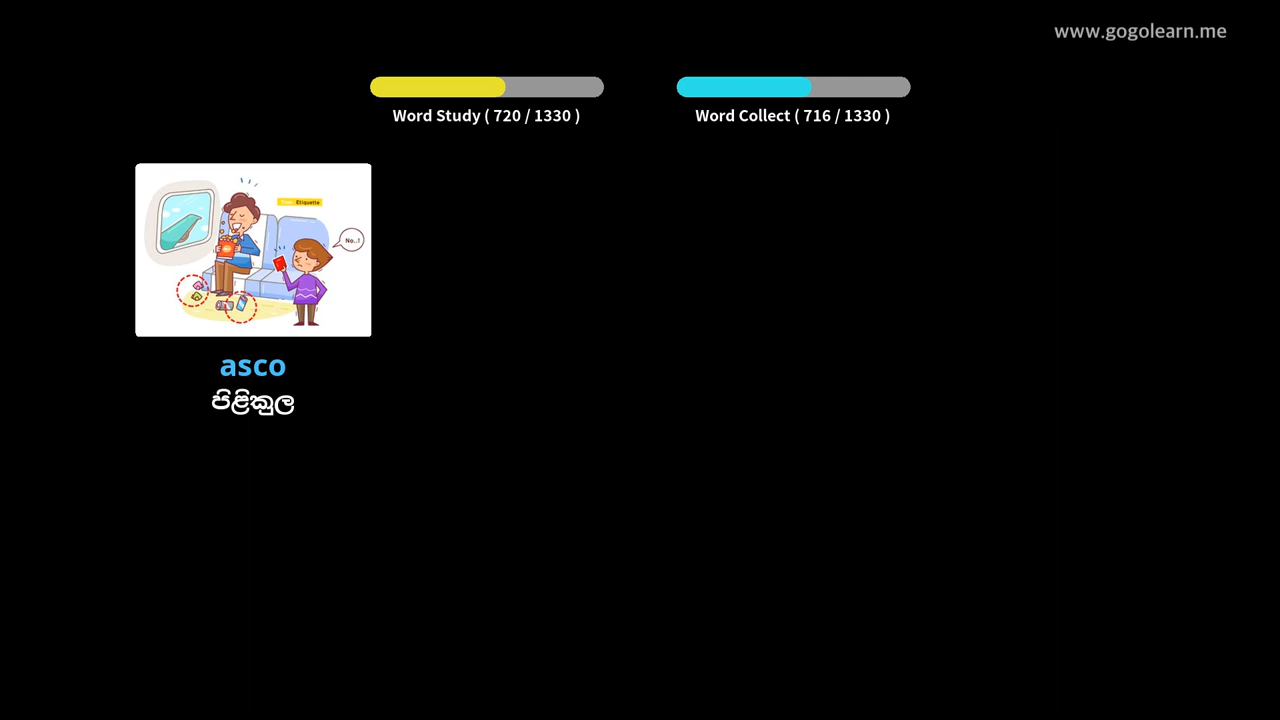 www.gogolearn.me
Word Study ( 720 / 1330 )
Word Collect ( 716 / 1330 )
Etiquette
No..!
asco
පිළිකුල